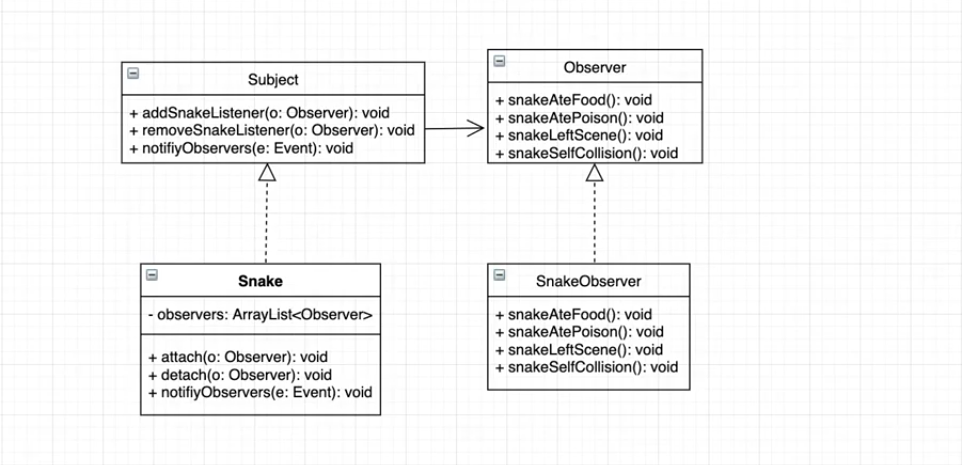 Subject
+ addSnakeListener(o: Observer): void
+ removeSnakeListener(o: Observer): void
+ notifiyObservers(e: Event): void
Observer
+ snakeAteFood(): void
+ snakeAtePoison(): void
+ snakeLeftScene(): void
+ snakeSelfCollision(): void
Snake
- observers: ArrayList<Observer>
+ attach(o: Observer): void
+ detach(o: Observer): void
+ notifiyObservers(e: Event): void
SnakeObserver
+ snakeAteFood(): void
+ snakeAtePoison(): void
+ snakeLeftScene(): void
+ snakeSelfCollision(): void